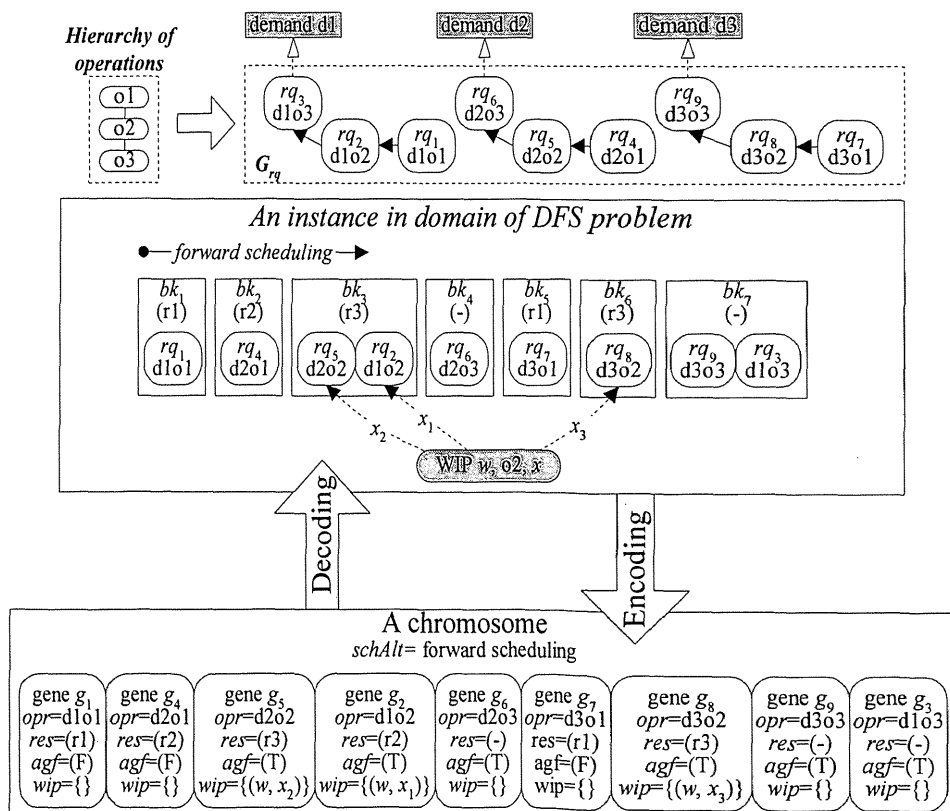 demand d1 demand d2 demand d3
Hierarchy of
operations
o1
o2
o3
rq3
d1o3
rq6
d2o3
rq9
d3o3
rq2
d1o2
rq1
d1o1
rq5
d2o2
rq4
d2o1
rq8
d3o2
rq7
d3o1
Grq
An instance in domain of DFS problem
forward scheduling
bk1
(r1)
rq1
d1o1
bk2
(r2)
rq4
d2o1
bk3
(r3)
rq5
d2o2
rq2
d1o2
bk4
(-)
rq6
d2o3
bk5
(r1)
rq7
d3o1
bk6
(r3)
rq8
d3o2
bk7
(-)
rq9
d3o3
rq3
d1o3
x2 x1 x3
WIP w, o2, x
Decoding
Encoding
A chromosome
schAlt= forward scheduling
gene g1
opr=d1o1
res=(r1)
agf=(F)
wip={}
gene g4
opr=d2o1
res=(r2)
agf=(F)
wip={}
gene g5
opr=d2o2
res=(r3)
agf=(T)
wip={(w, x2)}
gene g2
opr=d1o2
res=(r2)
agf=(T)
wip={(w, x1)}
gene g6
opr=d2o3
res=(-)
agf=(T)
wip={}
gene g7
opr=d3o1
res=(r1)
agf=(F)
wip={}
gene g8
opr=d3o2
res=(r3)
agf=(T)
wip={(w, x3)}
gene g9
opr=d3o3
res=(-)
agf=(T)
wip={}
gene g3
opr=d1o3
res=(-)
agf=(T)
wip={}